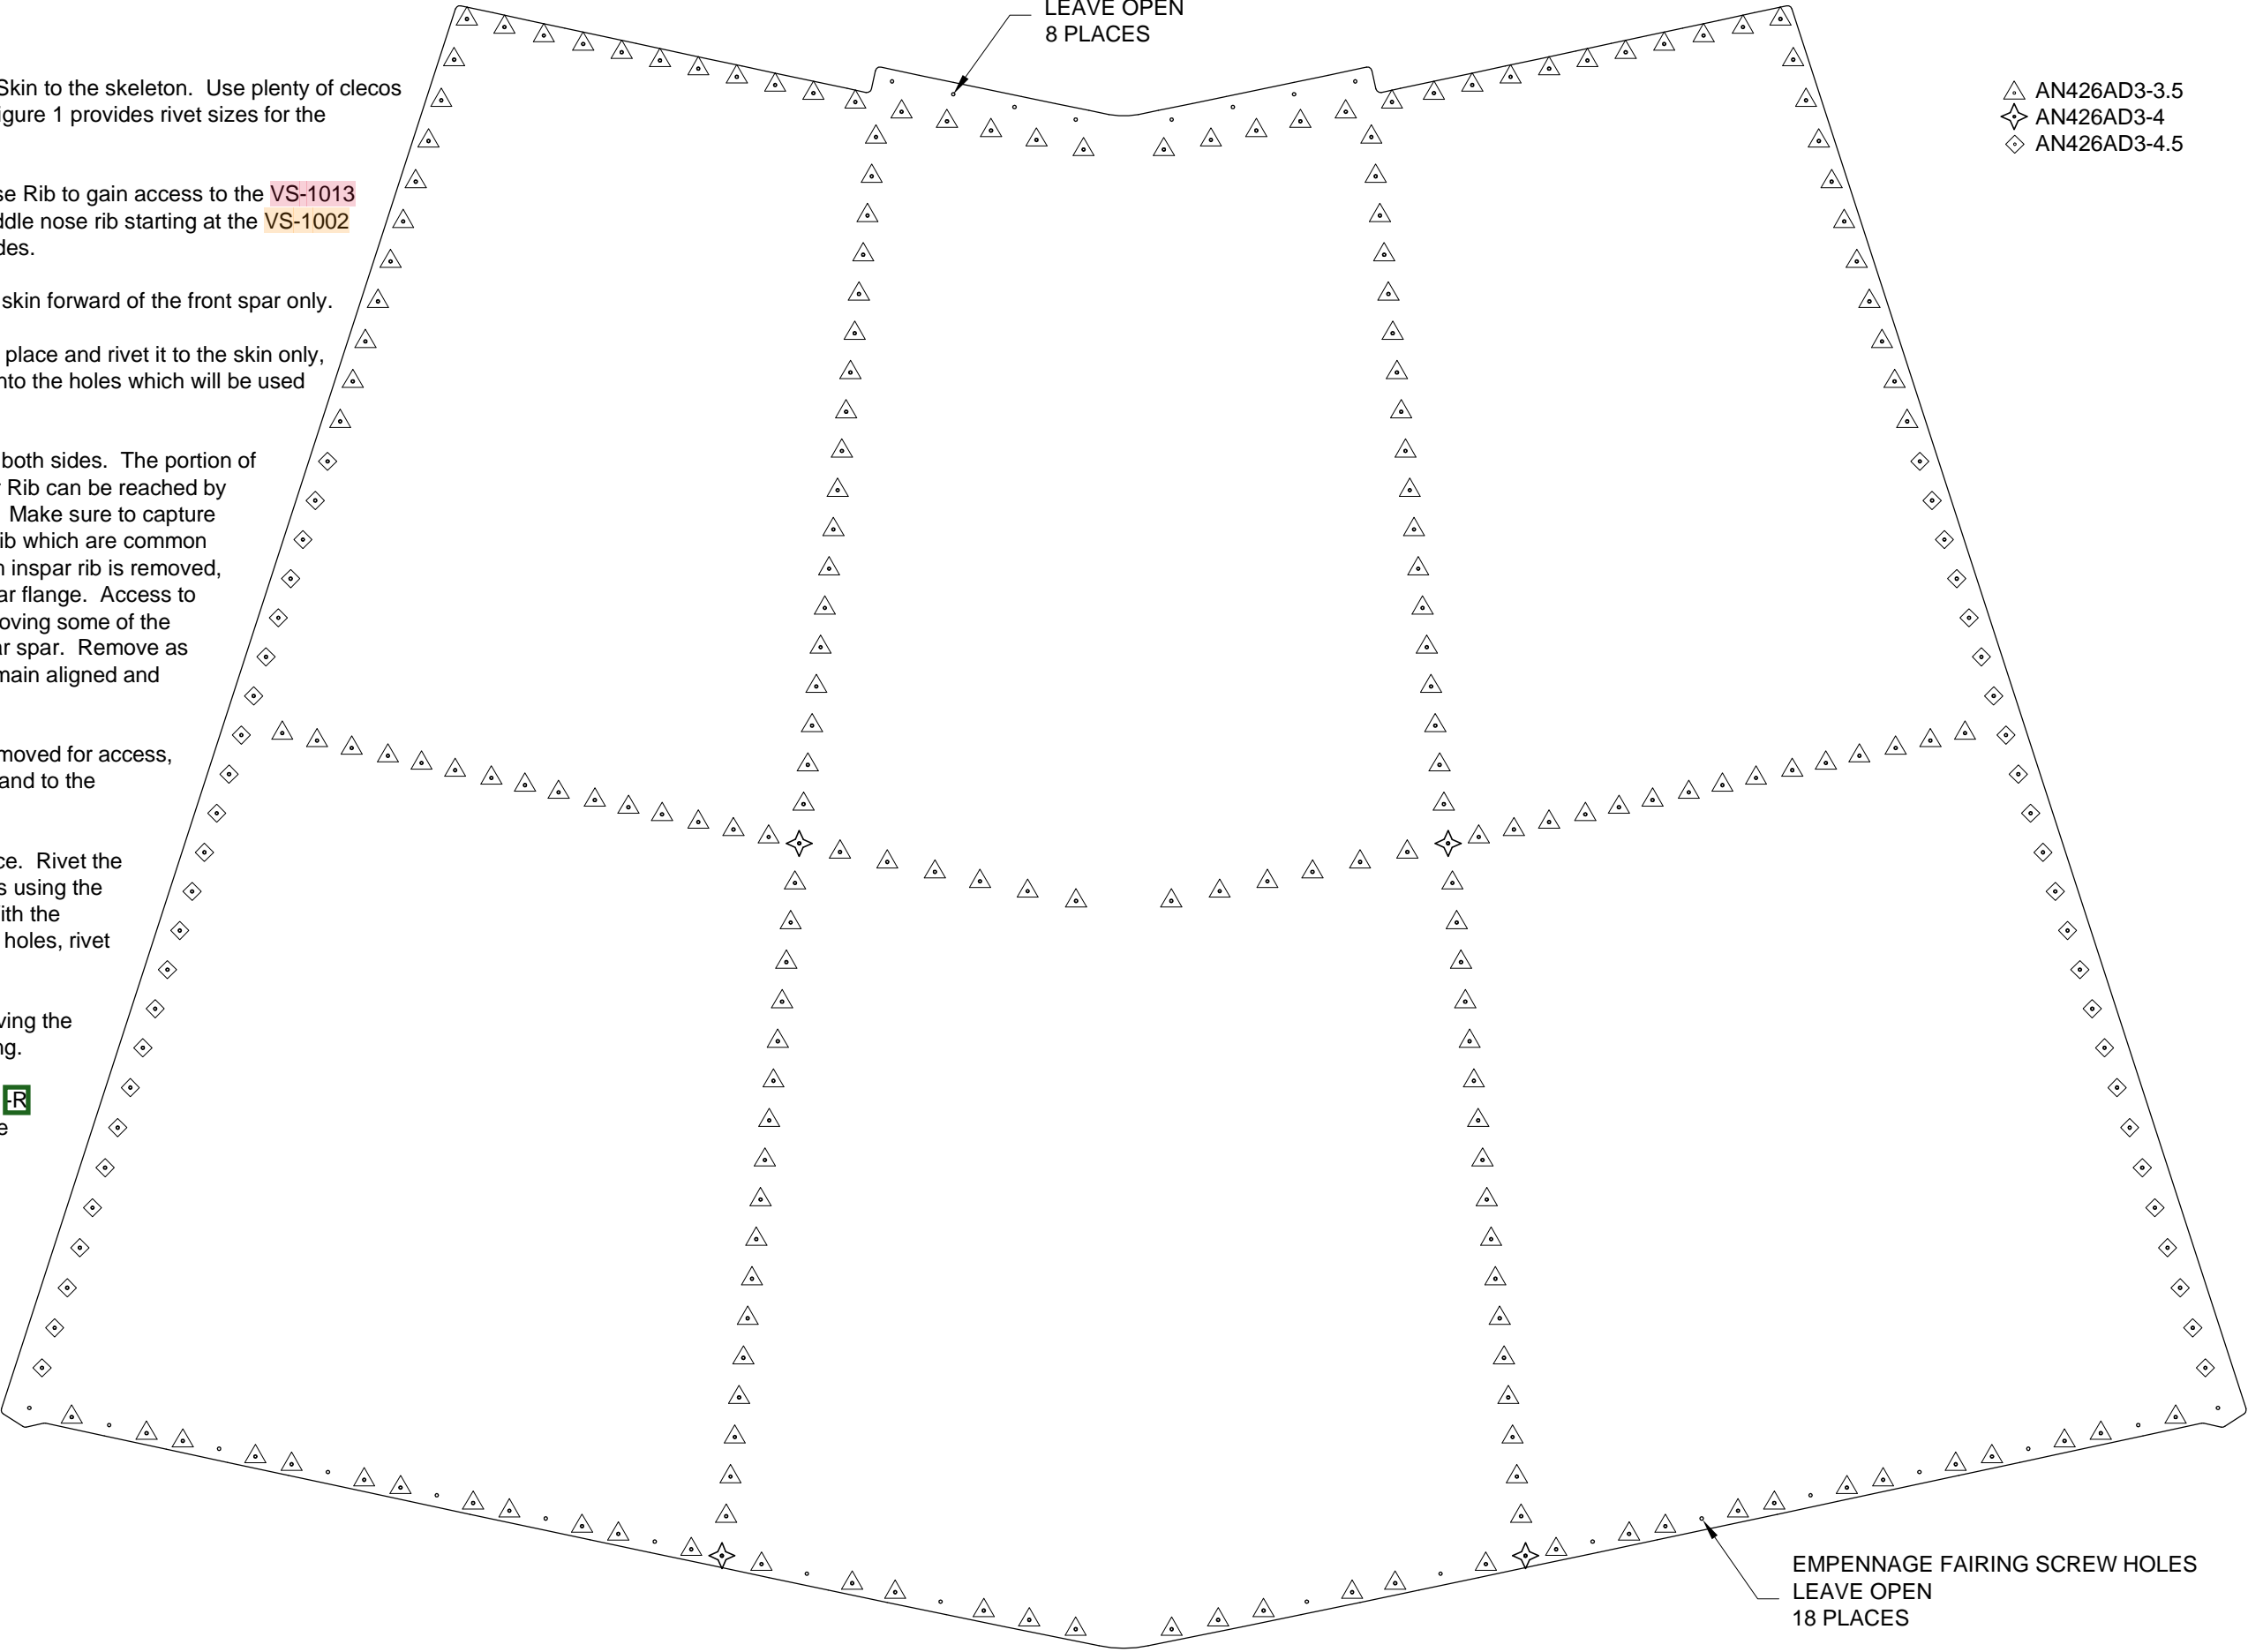 LEAVE OPEN
8 PLACES
Skin to the skeleton. Use plenty of clecos
igure 1 provides rivet sizes for the
se Rib to gain access to the VS-1013
ddle nose rib starting at the VS-1002
des.
skin forward of the front spar only.
place and rivet it to the skin only,
nto the holes which will be used
both sides. The portion of
r Rib can be reached by
Make sure to capture
ib which are common
n inspar rib is removed,
ar flange. Access to
oving some of the
ar spar. Remove as
main aligned and
moved for access,
and to the
ce. Rivet the
s using the
ith the
holes, rivet
ving the
ng.
-R
e
AN426AD3-3.5
AN426AD3-4
AN426AD3-4.5
EMPENNAGE FAIRING SCREW HOLES
LEAVE OPEN
18 PLACES